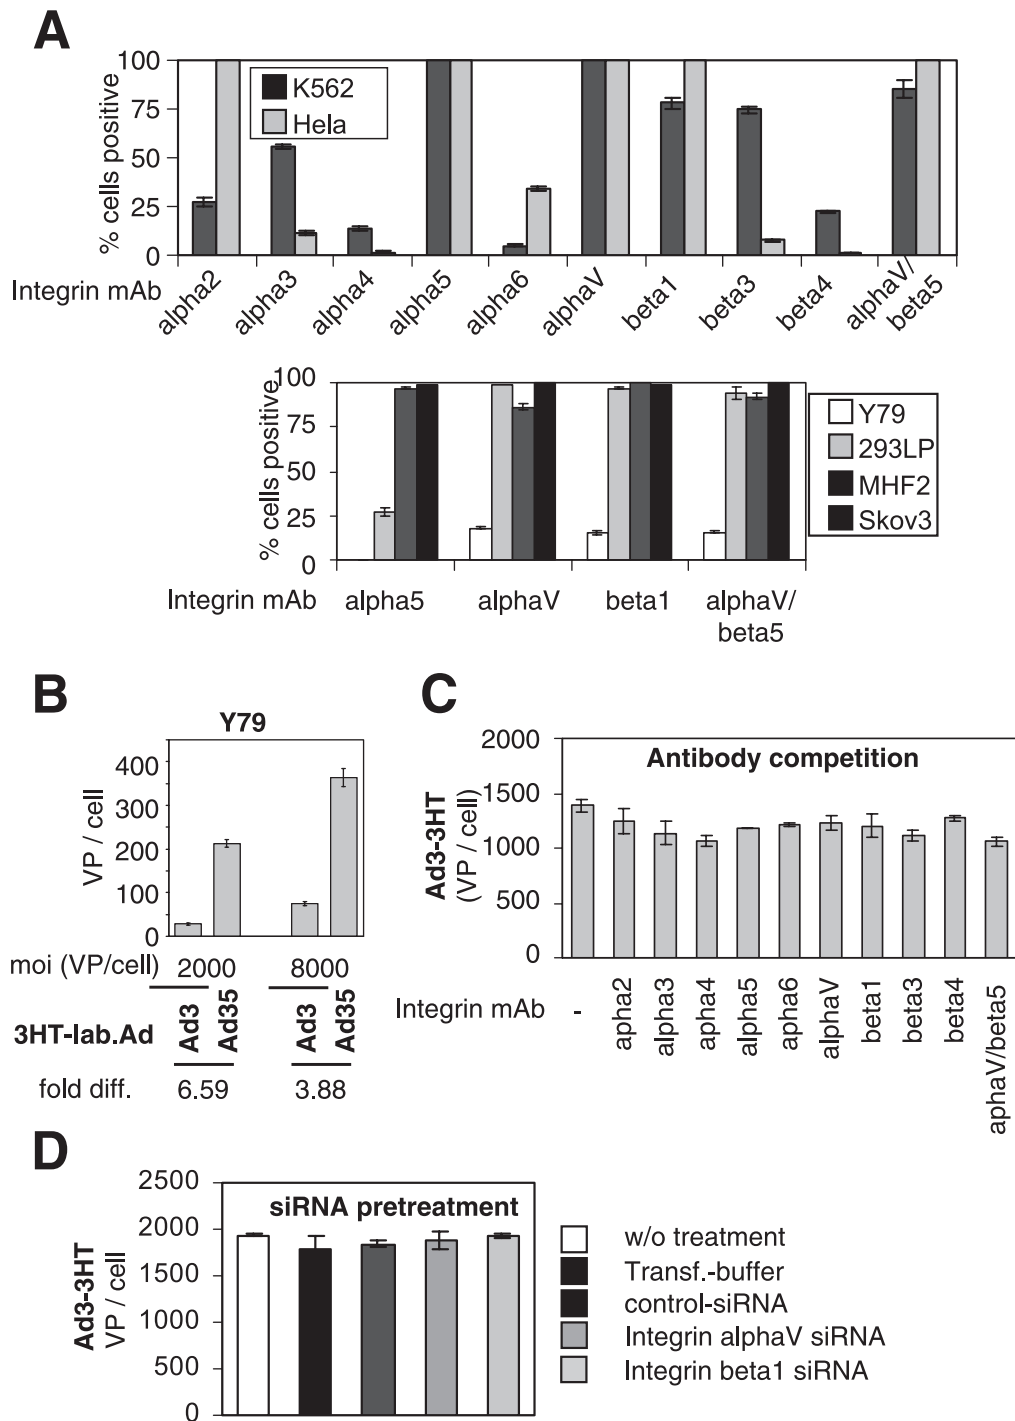 A
% cells positive
100
75
50
25
0
K562
Hela
Integrin mAb
alpha2
alpha3
alpha4
alpha5
alpha6
alphaV
beta1
beta3
beta4
alphaV/
beta5
% cells positive
100
75
50
25
0
Y79
293LP
MHF2
Skov3
Integrin mAb
alpha5
alphaV
beta1
alphaV/
beta5
B
Y79
VP / cell
400
300
200
100
0
moi (VP/cell)
2000
8000
3HT-lab.Ad
Ad3
Ad35
Ad3
Ad35
fold diff.
6.59
3.88
C
Antibody competition
Ad3-3HT
(VP / cell)
2000
1500
1000
500
0
Integrin mAb
-
apha2
alpha3
apha4
alpha5
apha6
alphaV
beta1
beta3
beta4
aphaV/beta5
D
siRNA pretreatment
Ad3-3HT
VP / cell
2500
2000
1500
1000
500
0
w/o treatment
Transf.-buffer
control-siRNA
Integrin alphaV siRNA
Integrin beta1 siRNA